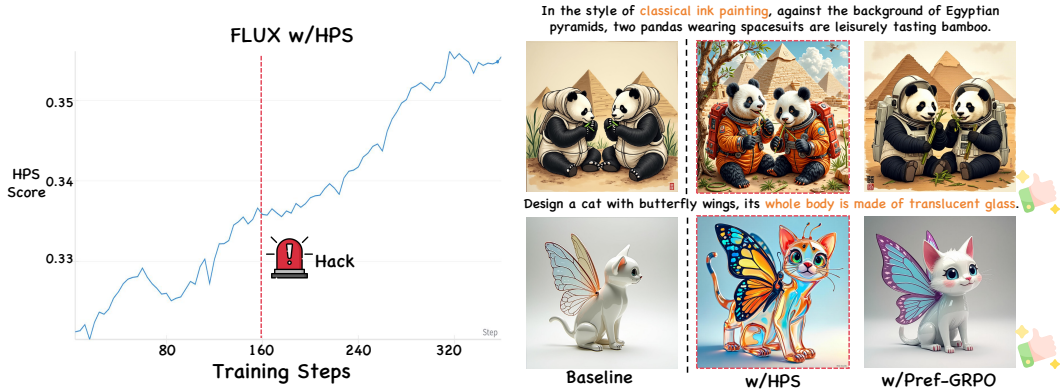 FLUX w/HPS
HPS
Score
0.35
0.34
0.33
80
160
240
320
Step
Training Steps
Hack
In the style of classical ink painting, against the background of Egyptian
pyramids, two pandas wearing spacesuits are leisurely tasting bamboo.
Design a cat with butterfly wings, its whole body is made of translucent glass.
Baseline
w/HPS
w/Pref-GRPO